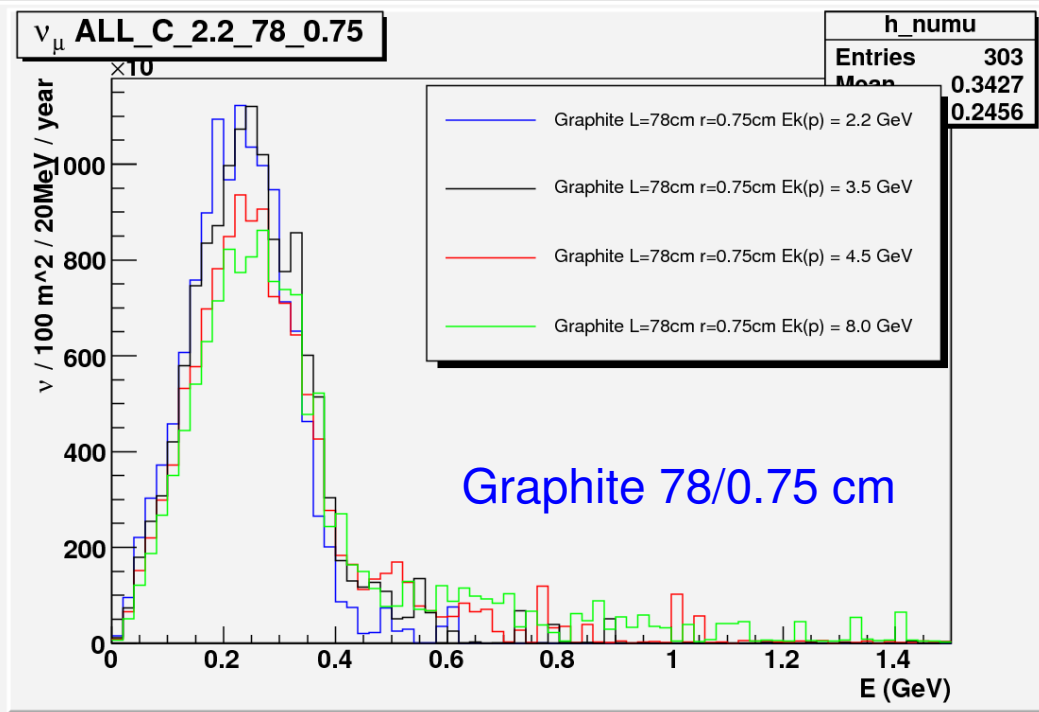 ν μ ALL_C_2.2_78_0.75
h_numu
Entries 303
Mean 0.3427
0.2456
×10
ν / 100 m^2 / 20MeV / year
1000
800
600
400
200
0
Graphite L=78cm r=0.75cm Ek(p) = 2.2 GeV
Graphite L=78cm r=0.75cm Ek(p) = 3.5 GeV
Graphite L=78cm r=0.75cm Ek(p) = 4.5 GeV
Graphite L=78cm r=0.75cm Ek(p) = 8.0 GeV
Graphite 78/0.75 cm
0 0.2 0.4 0.6 0.8 1 1.2 1.4
E (GeV)